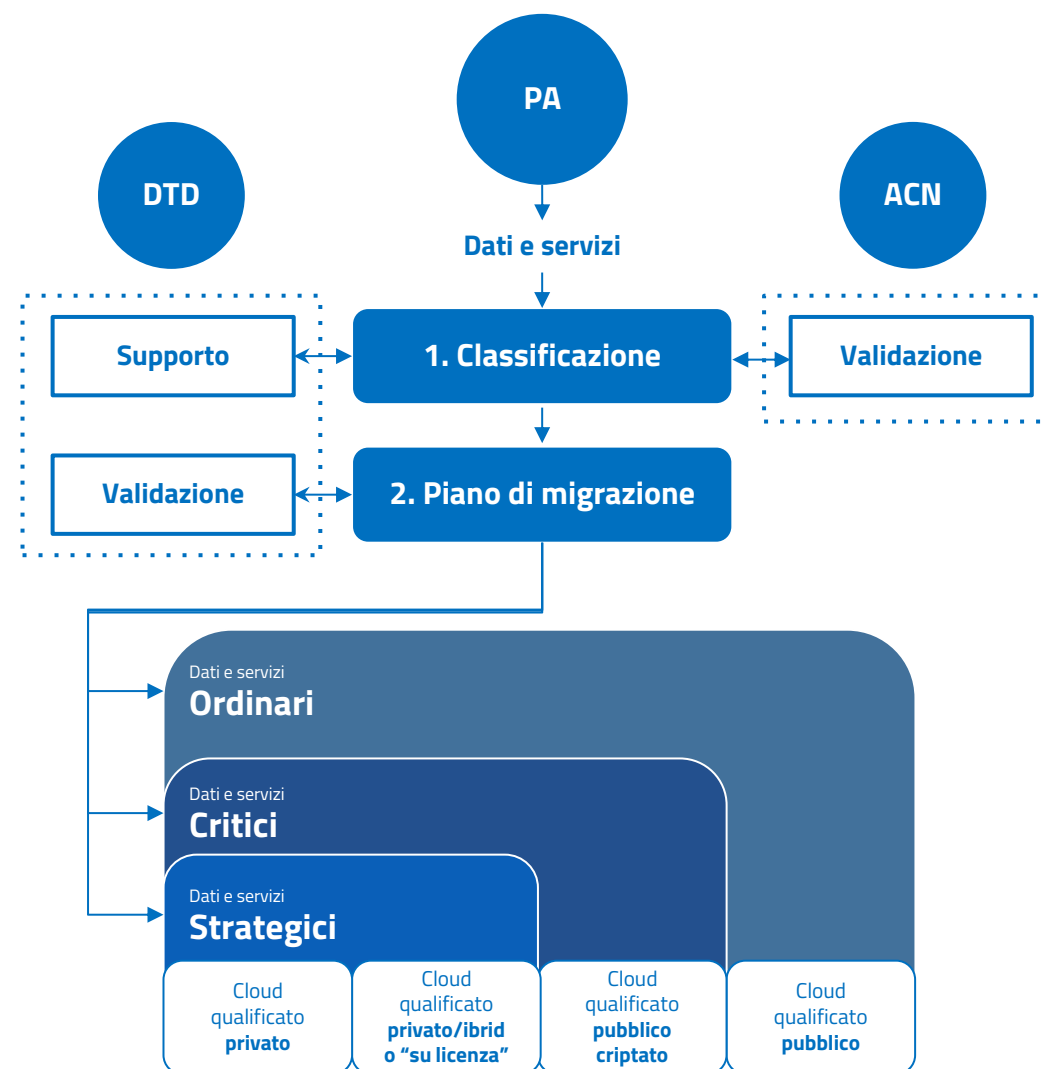 PA
DTD
ACN
Dati e servizi
Supporto
1. Classificazione
Validazione
Validazione
2. Piano di migrazione
Dati e servizi
Ordinari
Dati e servizi
Critici
Dati e servizi
Strategici
Cloud
qualificato
privato
Cloud
qualificato
privato/ibrid
o “su licenza”
Cloud
qualificato
pubblico
criptato
Cloud
qualificato
pubblico